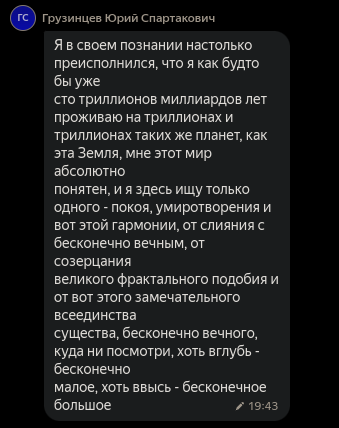 ГС
Грузинцев Юрий Спартакович
Я в своем познании настолько
преисполнился, что я как будто
бы уже
сто триллионов миллиардов лет
проживаю на триллионах и
триллионах таких же планет, как
эта Земля, мне этот мир
абсолютно
понятен, и я здесь ищу только
одного - покоя, умиротворения и
вот этой гармонии, от слияния с
бесконечно вечным, от
созерцания
великого фрактального подобия и
от вот этого замечательного
всеединства
существа, бесконечно вечного,
куда ни посмотри, хоть вглубь -
бесконечно
малое, хоть ввысь - бесконечное
большое
19:43